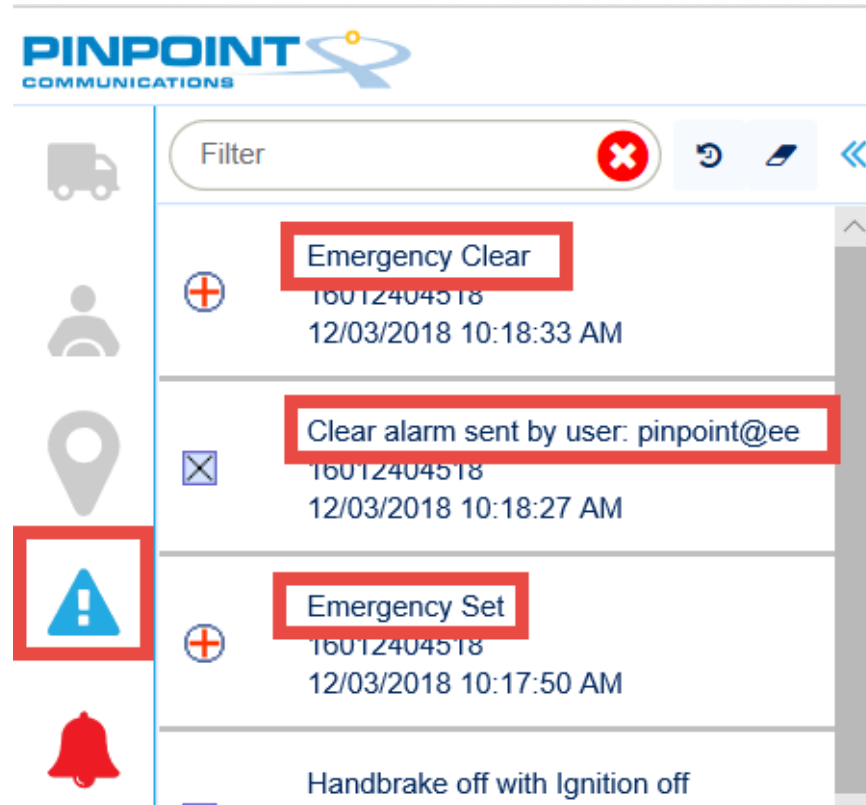 PINPOINT
COMMUNICATIONS
Filter
Emergency Clear
16012404518
12/03/2018 10:18:33 AM
Clear alarm sent by user: pinpoint@ee
16012404518
12/03/2018 10:18:27 AM
Emergency Set
16012404518
12/03/2018 10:17:50 AM
Handbrake off with Ignition off